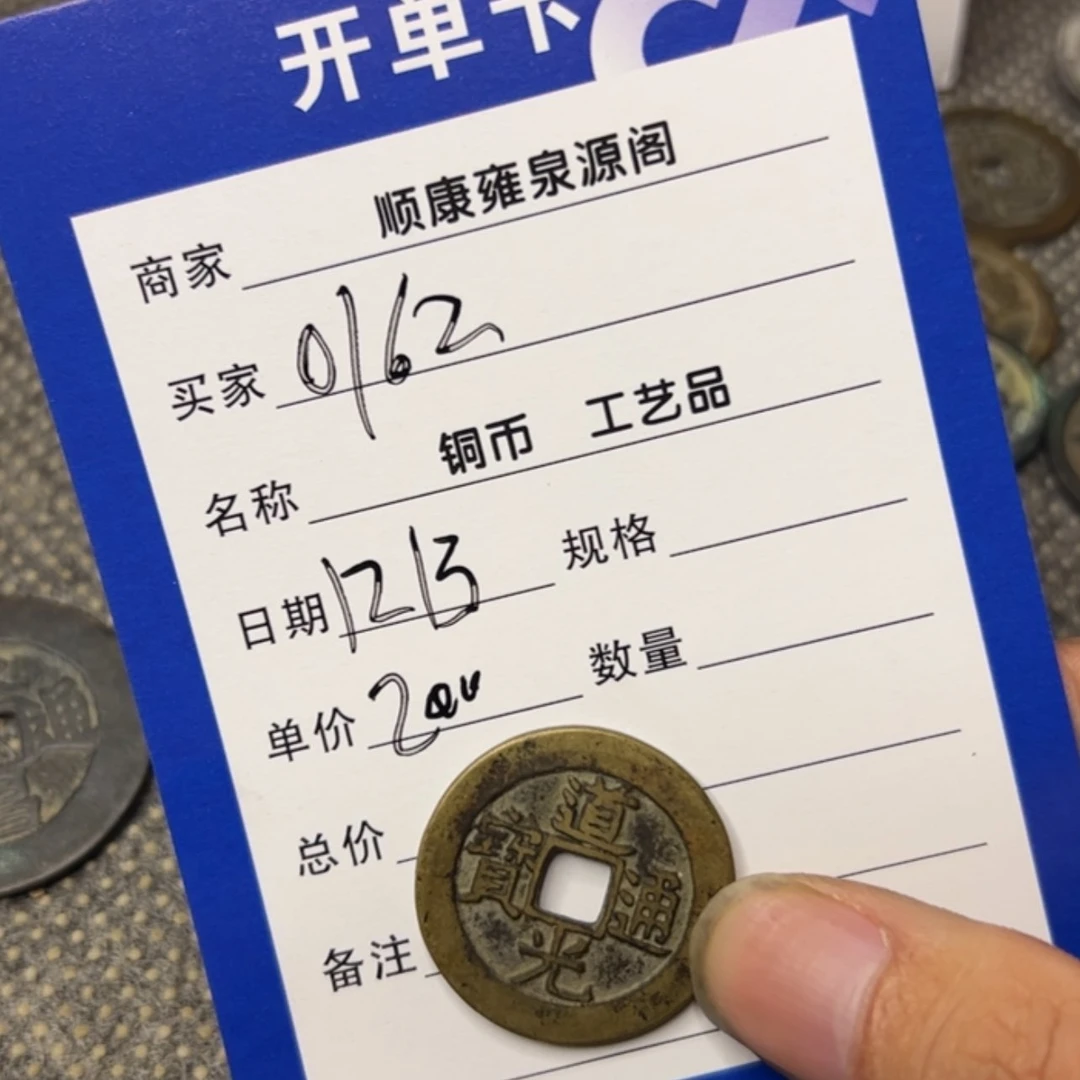 开单卡
商家 顺康雍泉源阁
买家 0162
名称 铜币 工艺品
日期 1213 规格
单价 200 数量
总价
备注
道光通寶